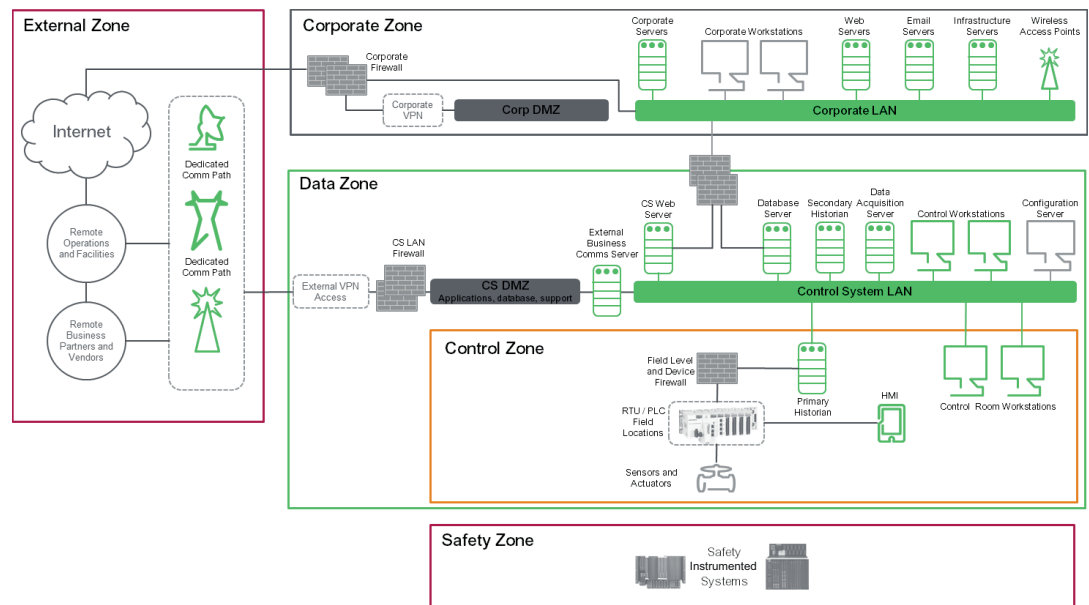 External Zone
Internet
Dedicated
Comm Path
Dedicated
Comm Path
Remote
Operations
and Facilities
Remote
Business
Partners and
Vendors
Corporate Zone
Corporate
Firewall
Corporate
VPN
Corp DMZ
Corporate
Servers
Corporate Workstations
Web
Servers
Email
Servers
Infrastructure
Servers
Wireless
Access Points
Corporate LAN
Data Zone
External VPN
Access
CS LAN
Firewall
CS DMZ
Applications, database, support
External
Business
Comms Server
CS Web
Server
Database
Server
Secondary
Historian
Data
Acquisition
Server
Control Workstations
Configuration
Server
Control System LAN
Control Zone
Field Level
and Device
Firewall
Primary
Historian
RTU / PLC
Field
Locations
HMI
Control Room Workstations
Sensors and
Actuators
Safety Zone
Safety
Instrumented
Systems